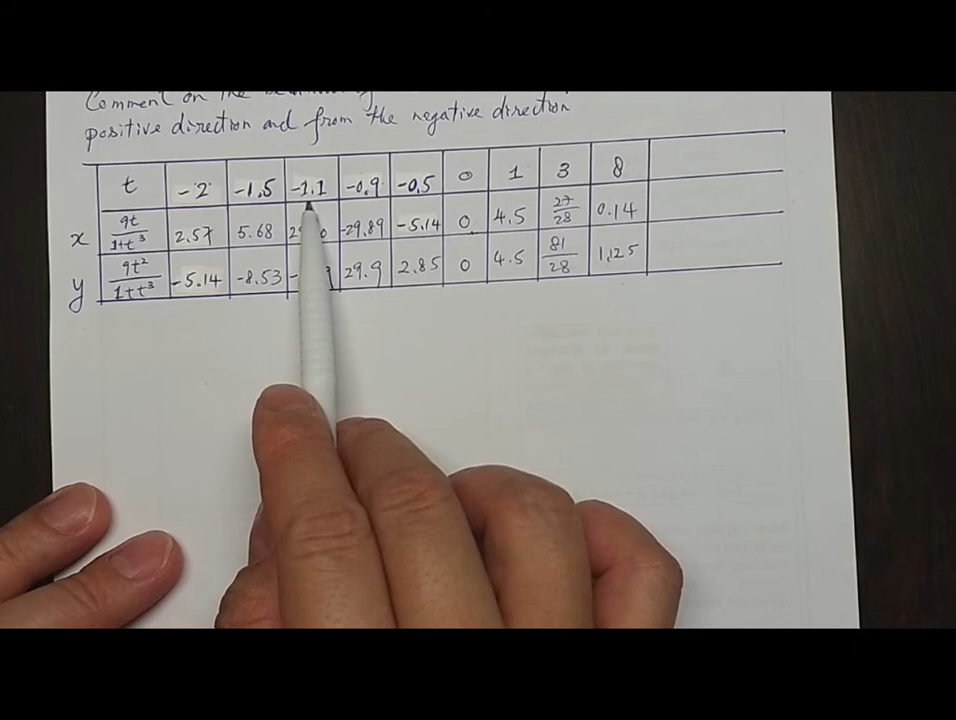 Comment on the
positive direction and from the negative direction
t -2 -1.5 -1.1 -0.9 -0.5 0 1 3 8
x 9t/1+t³ 2.57 5.68 -29.89 -5.14 0 4.5 27/28 0.14
y 9t²/1+t³ -5.14 -8.53 29.9 2.85 0 4.5 81/28 1.125